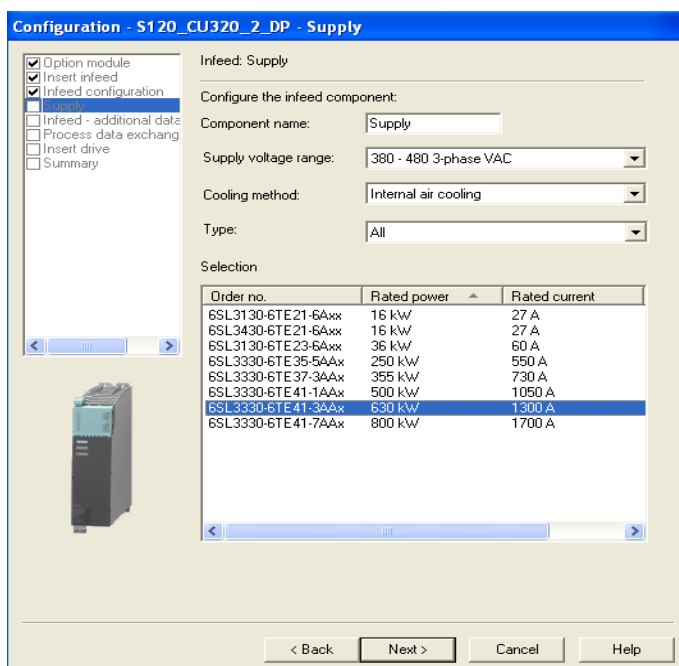 Configuration - S120_CU320_2_DP - Supply
Option module
Insert infeed
Infeed configuration
Supply
Infeed - additional data
Process data exchang
Insert drive
Summary
Infeed: Supply
Configure the infeed component:
Component name: Supply
Supply voltage range: 380 - 480 3-phase VAC
Cooling method: Internal air cooling
Type: All
Selection
Order no. Rated power Rated current
6SL3130-6TE21-6Axx 16 kW 27 A
6SL3430-6TE21-6Axx 16 kW 27 A
6SL3130-6TE23-6Axx 36 kW 60 A
6SL3330-6TE35-5AAx 250 kW 550 A
6SL3330-6TE37-3AAx 355 kW 730 A
6SL3330-6TE41-1AAx 500 kW 1050 A
6SL3330-6TE41-3AAx 630 kW 1300 A
6SL3330-6TE41-7AAx 800 kW 1700 A
< Back Next > Cancel Help